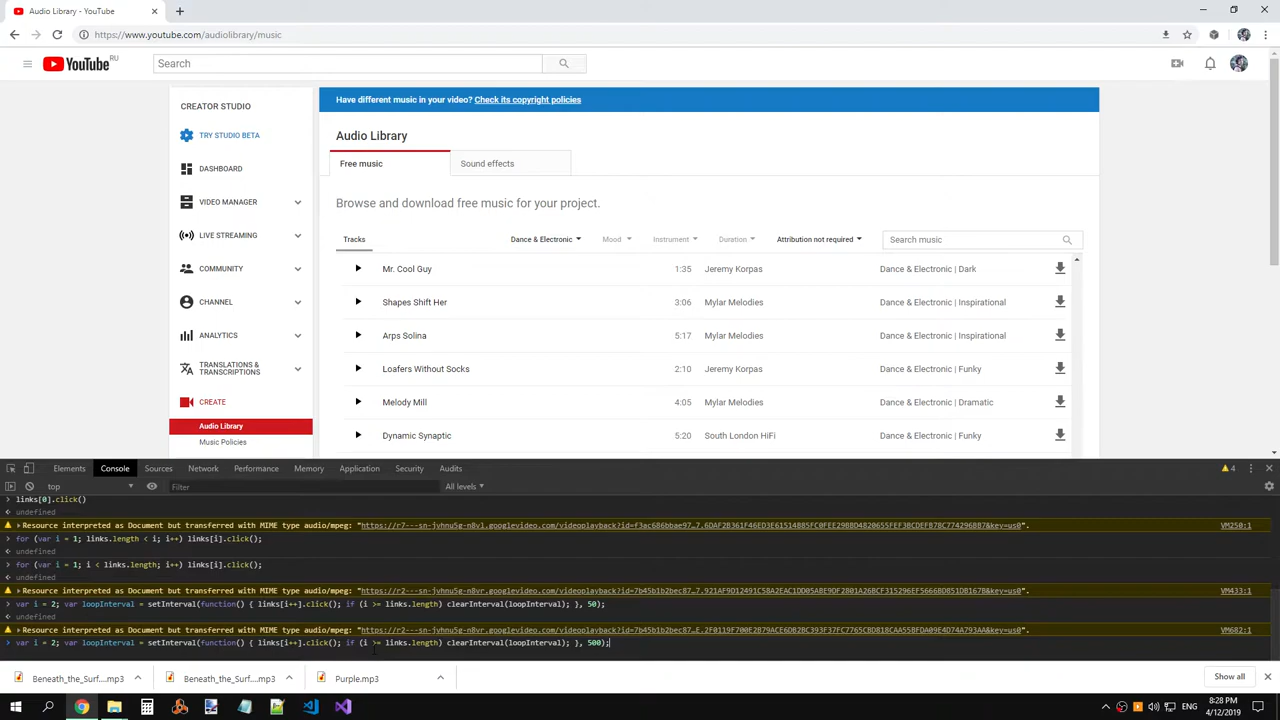 Audio Library - YouTube
https://www.youtube.com/audiolibrary/music
YouTube RU
Search
CREATOR STUDIO
TRY STUDIO BETA
DASHBOARD
VIDEO MANAGER
LIVE STREAMING
COMMUNITY
CHANNEL
ANALYTICS
TRANSLATIONS &
TRANSCRIPTIONS
CREATE
Audio Library
Music Policies
Have different music in your video? Check its copyright policies
Audio Library
Free music Sound effects
Browse and download free music for your project.
Tracks Dance & Electronic Mood Instrument Duration Attribution not required Search music
Mr. Cool Guy 1:35 Jeremy Korpas Dance & Electronic | Dark
Shapes Shift Her 3:06 Mylar Melodies Dance & Electronic | Inspirational
Arps Solina 5:17 Mylar Melodies Dance & Electronic | Inspirational
Loafers Without Socks 2:10 Jeremy Korpas Dance & Electronic | Funky
Melody Mill 4:05 Mylar Melodies Dance & Electronic | Dramatic
Dynamic Synaptic 5:20 South London HiFi Dance & Electronic | Funky
Elements Console Sources Network Performance Memory Application Security Audits 4
top Filter All levels
links[0].click()
undefined
Resource interpreted as Document but transferred with MIME type audio/mpeg: " VM250:1
for (var i = 1; links.length < i; i++) links[i].click();
undefined
for (var i = 1; i < links.length; i++) links[i].click();
undefined
Resource interpreted as Document but transferred with MIME type audio/mpeg: " VM433:1
var i = 2; var loopInterval = setInterval(function() { links[i++].click(); if (i >= links.length) clearInterval(loopInterval); }, 50);
undefined
Resource interpreted as Document but transferred with MIME type audio/mpeg: " VM682:1
var i = 2; var loopInterval = setInterval(function() { links[i++].click(); if (i >= links.length) clearInterval(loopInterval); }, 500);
Beneath_the_Surf....mp3 Beneath_the_Surf....mp3 Purple.mp3 Show all
ENG 8:28 PM
4/12/2019